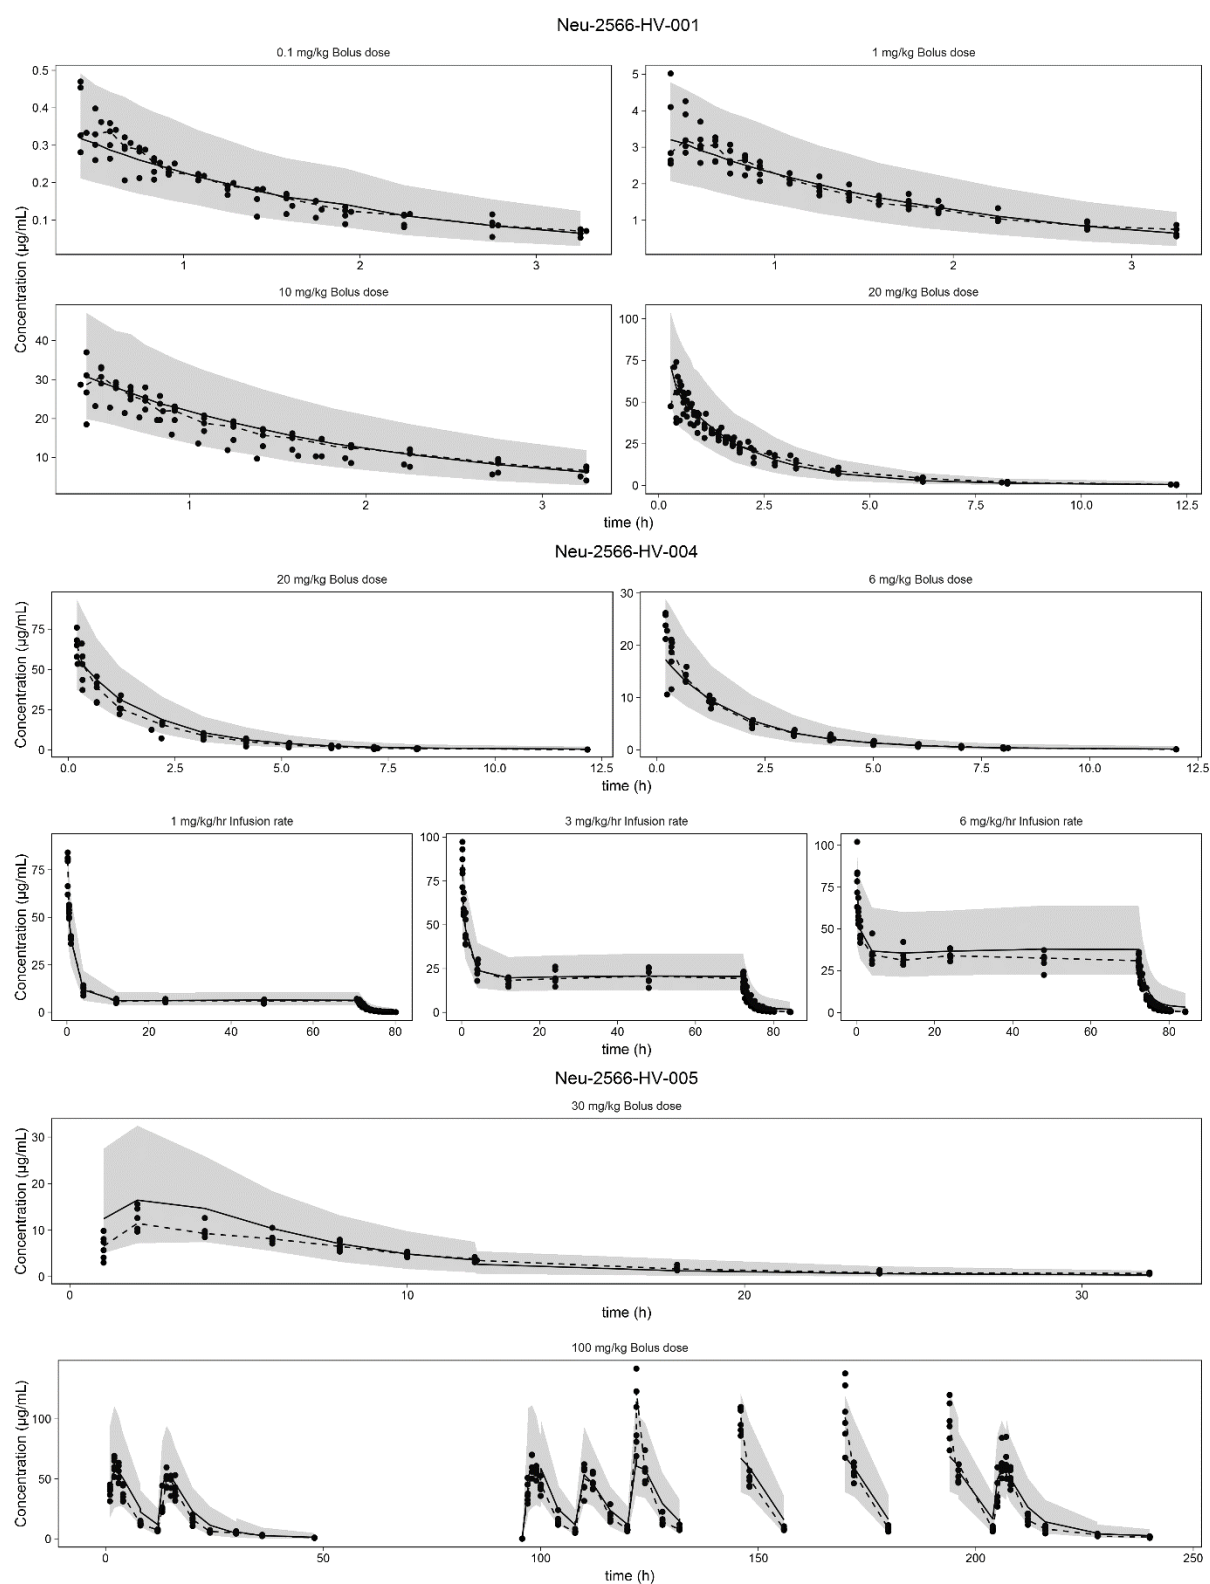 Neu-2566-HV-001
0.1 mg/kg Bolus dose
1 mg/kg Bolus dose
0.5
0.4
0.3
0.2
0.1
1 2 3
5
4
3
2
1
1 2 3
Concentration (μg/mL)
10 mg/kg Bolus dose
20 mg/kg Bolus dose
40
30
20
10
1 2 3
100
75
50
25
0
0.0 2.5 5.0 7.5 10.0 12.5
time (h)
Neu-2566-HV-004
20 mg/kg Bolus dose
6 mg/kg Bolus dose
Concentration (μg/mL)
75
50
25
0
0.0 2.5 5.0 7.5 10.0 12.5
30
20
10
0
0.0 2.5 5.0 7.5 10.0 12.5
time (h)
1 mg/kg/hr Infusion rate
3 mg/kg/hr Infusion rate
6 mg/kg/hr Infusion rate
Concentration (μg/mL)
75
50
25
0
0 20 40 60 80
100
75
50
25
0
0 20 40 60 80
100
75
50
25
0
0 20 40 60 80
time (h)
Neu-2566-HV-005
30 mg/kg Bolus dose
Concentration (μg/mL)
30
20
10
0
0 10 20 30
time (h)
100 mg/kg Bolus dose
Concentration (μg/mL)
100
50
0
0 50 100 150 200 250
time (h)